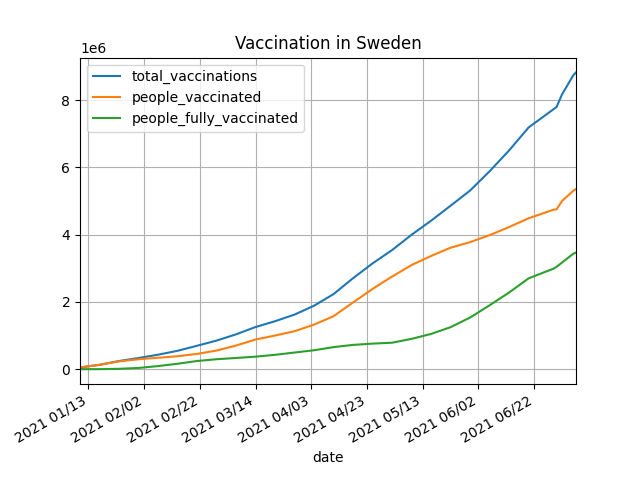 Vaccination in Sweden
1e6
total_vaccinations
people_vaccinated
people_fully_vaccinated
8
6
4
2
0
2021 01/13
2021 02/02
2021 02/22
2021 03/14
2021 04/03
2021 04/23
2021 05/13
2021 06/02
2021 06/22
date